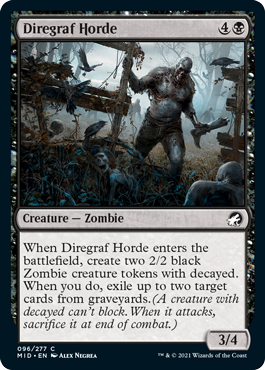 Diregraf Horde 4
Creature — Zombie
When Diregraf Horde enters the
battlefield, create two 2/2 black
Zombie creature tokens with decayed.
When you do, exile up to two target
cards from graveyards. (A creature with
decayed can't block. When it attacks,
sacrifice it at end of combat.)
3/4
096/277 C
MID • EN ALEX NEGREA
™ & © 2021 Wizards of the Coast